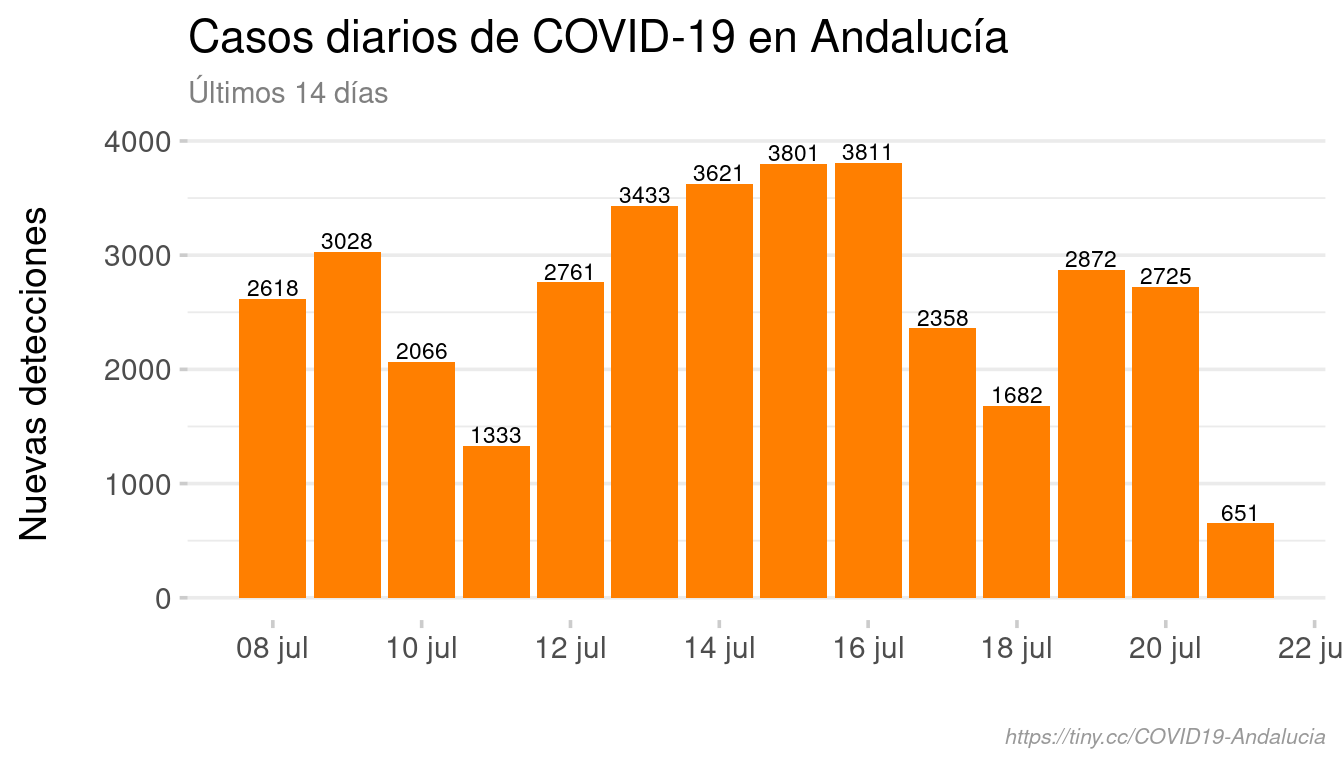 Casos diarios de COVID-19 en Andalucía
Últimos 14 días
Nuevas detecciones
4000
3000
2000
1000
0
2618
3028
2066
1333
2761
3433
3621
3801
3811
2358
1682
2872
2725
651
08 jul
10 jul
12 jul
14 jul
16 jul
18 jul
20 jul
22 ju
https://tiny.cc/COVID19-Andalucia